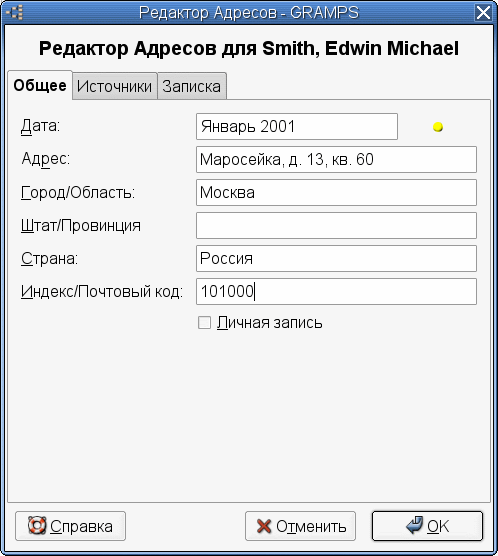 Редактор Адресов - GRAMPS
Редактор Адресов для Smith, Edwin Michael
Общее Источники Записка
Дата: Январь 2001
Адрес: Маросейка, д. 13, кв. 60
Город/Область: Москва
Штат/Провинция
Страна: Россия
Индекс/Почтовый код: 101000
Личная запись
Справка Отменить OK